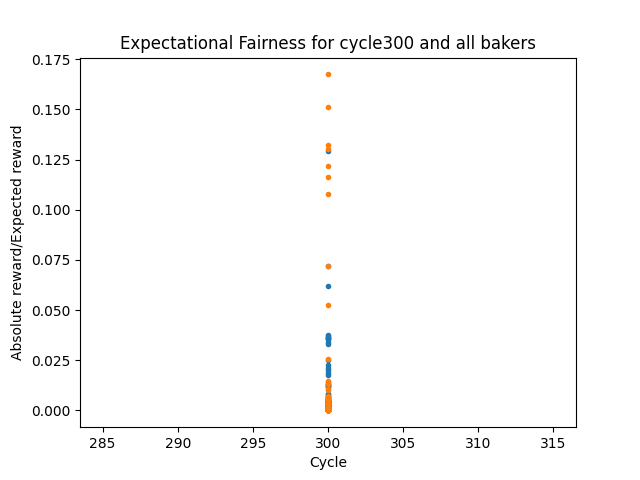 Expectational Fairness for cycle300 and all bakers
Absolute reward/Expected reward
0.175
0.150
0.125
0.100
0.075
0.050
0.025
0.000
285 290 295 300 305 310 315
Cycle